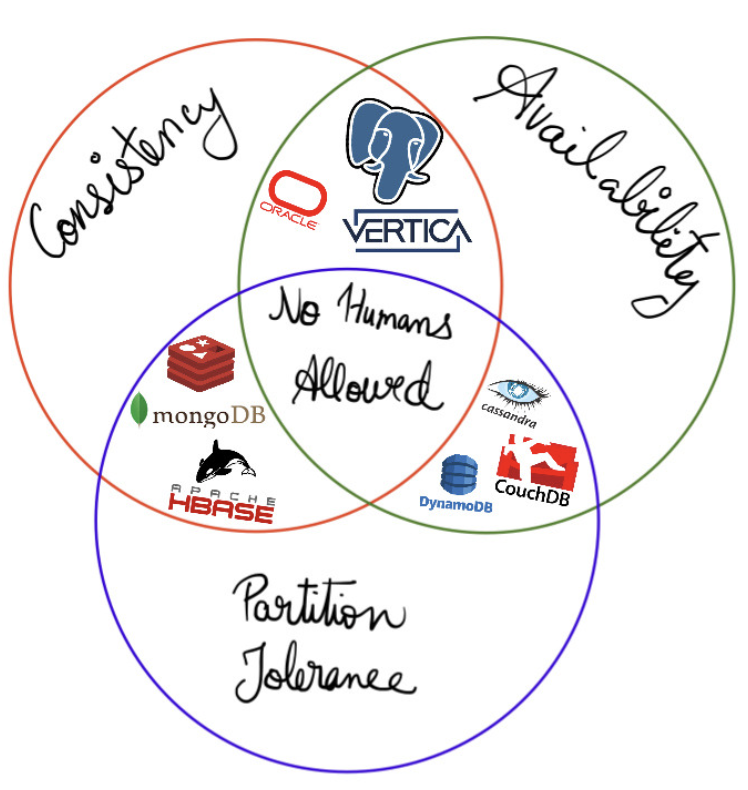 Consistency
Availability
ORACLE
VERTICA
No Humans
Allowed
mongoDB
APACHE
HBASE
cassandra
CouchDB
DynamoDB
Partition
Tolerance